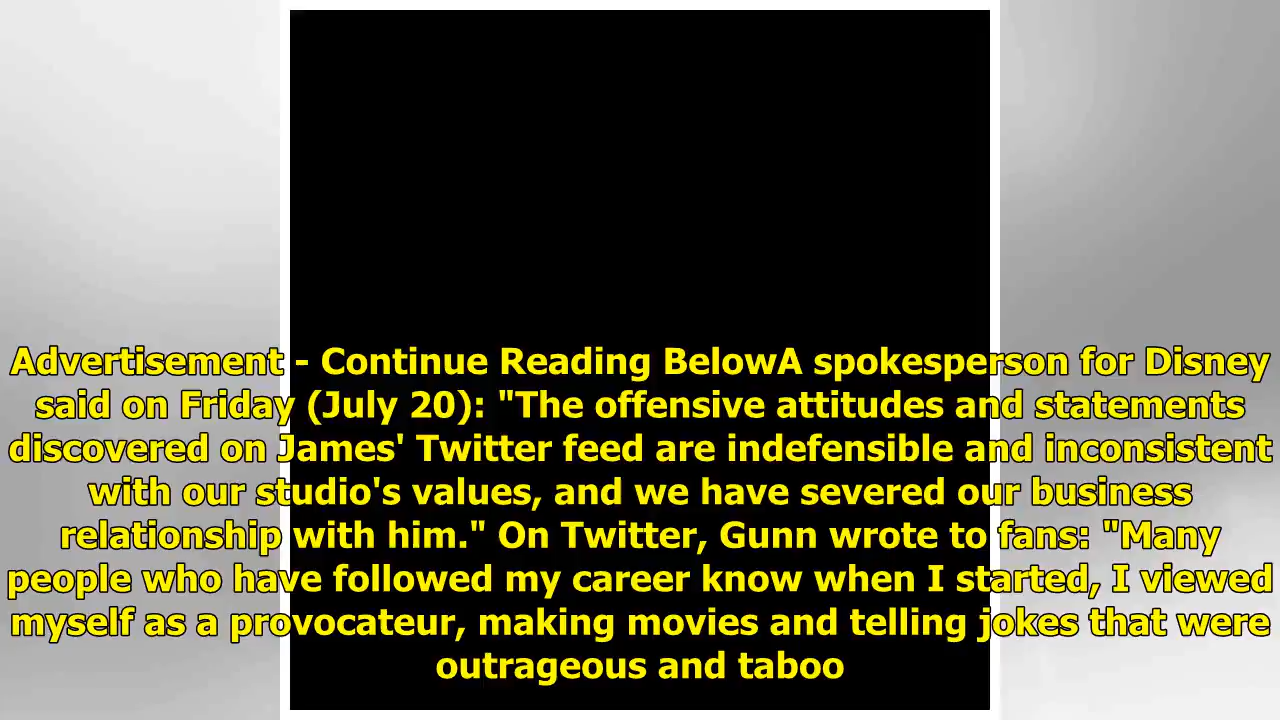 Advertisement - Continue Reading BelowA spokesperson for Disney
said on Friday (July 20): "The offensive attitudes and statements
discovered on James' Twitter feed are indefensible and inconsistent
with our studio's values, and we have severed our business
relationship with him." On Twitter, Gunn wrote to fans: "Many
people who have followed my career know when I started, I viewed
myself as a provocateur, making movies and telling jokes that were
outrageous and taboo